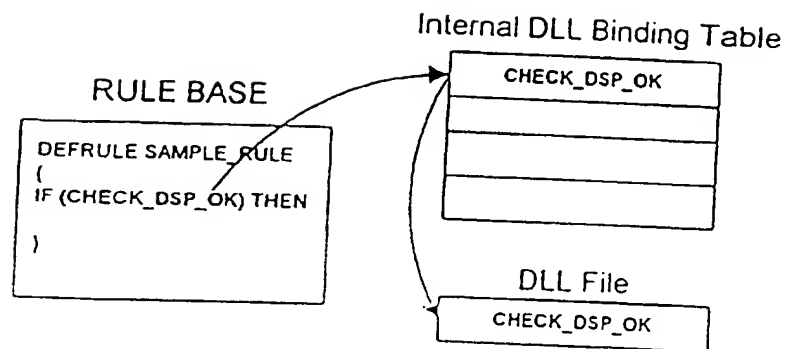 Internal DLL Binding Table
CHECK_DSP_OK
RULE BASE
DEFRULE SAMPLE_RULE
(
IF (CHECK_DSP_OK) THEN
)
DLL File
CHECK_DSP_OK